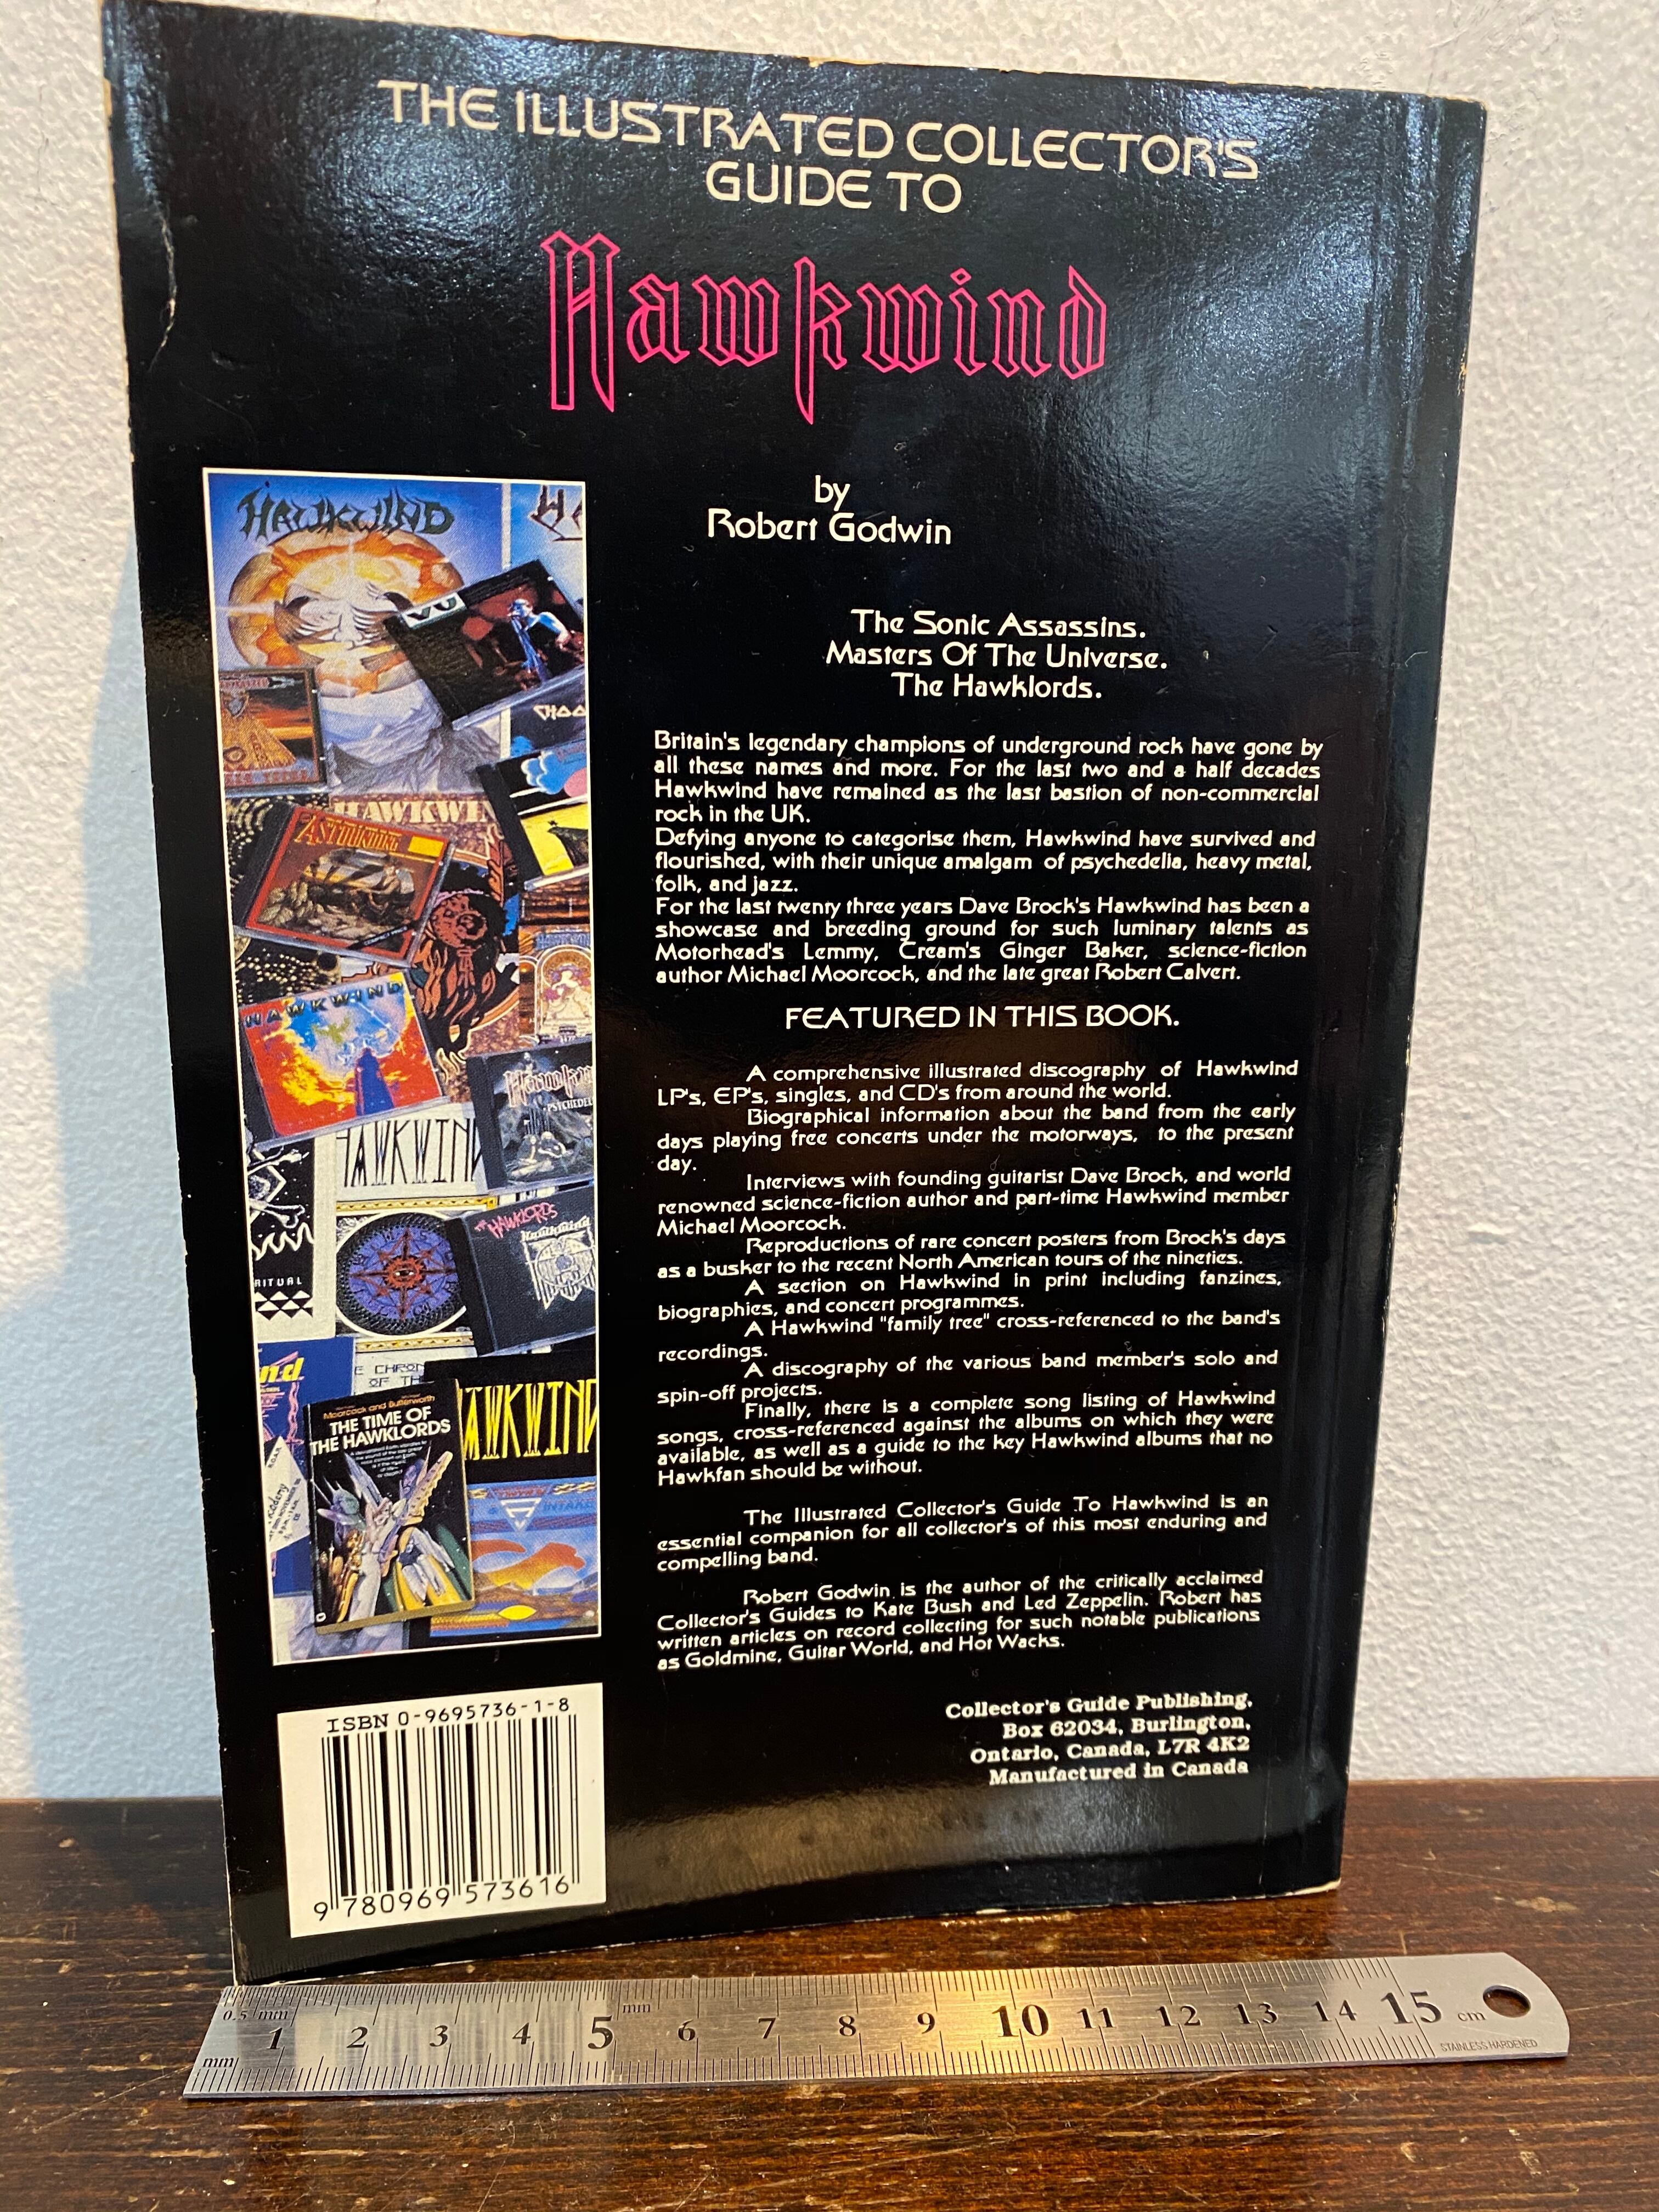 THE ILLUSTRATED COLLECTOR'S
GUIDE TO
Hawkwind
by
Robert Godwin
The Sonic Assassins.
Masters Of The Universe.
The Hawklords.
Britain's legendary champions of underground rock have gone by
all these names and more. For the last two and a half decades
Hawkwind have remained as the last bastion of non-commercial
rock in the UK.
Defying anyone to categorise them, Hawkwind have survived and
flourished, with their unique amalgam of psychedelia, heavy metal,
folk, and jazz.
For the last twenty three years Dave Brock's Hawkwind has been a
showcase and breeding ground for such luminary talents as
Motorhead's Lemmy, Cream's Ginger Baker, science-fiction
author Michael Moorcock, and the late great Robert Calvert.
FEATURED IN THIS BOOK.
A comprehensive illustrated discography of Hawkwind
LP's, EP's, singles, and CD's from around the world.
Biographical information about the band from the early
days playing free concerts under the motorways, to the present
day.
Interviews with founding guitarist Dave Brock, and world
renowned science-fiction author and part-time Hawkwind member
Michael Moorcock.
Reproductions of rare concert posters from Brock's days
as a busker to the recent North American tours of the nineties.
A section on Hawkwind in print including fanzines,
biographies, and concert programmes.
A Hawkwind "family tree" cross-referenced to the band's
recordings.
A discography of the various band member's solo and
spin-off projects.
Finally, there is a complete song listing of Hawkwind
songs, cross-referenced against the albums on which they were
available, as well as a guide to the key Hawkwind albums that no
Hawkfan should be without.
The Illustrated Collector's Guide To Hawkwind is an
essential companion for all collector's of this most enduring and
compelling band.
Robert Godwin is the author of the critically acclaimed
Collector's Guides to Kate Bush and Led Zeppelin. Robert has
written articles on record collecting for such notable publications
as Goldmine, Guitar World, and Hot Wacks.
Collector's Guide Publishing,
Box 62034, Burlington,
Ontario, Canada, L7R 4K2
Manufactured in Canada
HAWKWIND
HAWKWIND
HAWKWIND
PSYCHEDEL
THE HAWKLORDS
Hawkwind
RITUAL
E CHRON
OF TH
Moorcock and Butterworth
THE TIME OF
THE HAWKLORDS
HAWKWIND
ISBN 0-9695736-1-8
9 780969 573616
0.5 mm
mm
1 2 3 4 5 6 7 8 9 10 11 12 13 14 15 cm
mm
STAINLESS HARDENED